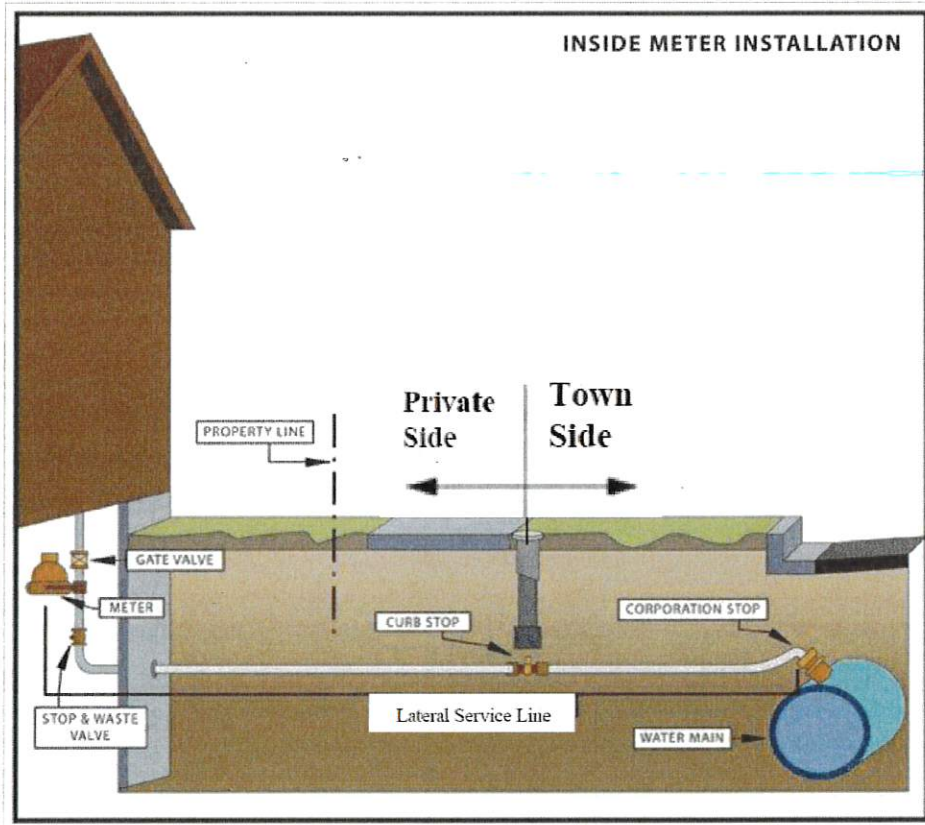 INSIDE METER INSTALLATION
Private
Side
Town
Side
PROPERTY LINE
GATE VALVE
METER
CURB STOP
CORPORATION STOP
STOP & WASTE
VALVE
Lateral Service Line
WATER MAIN